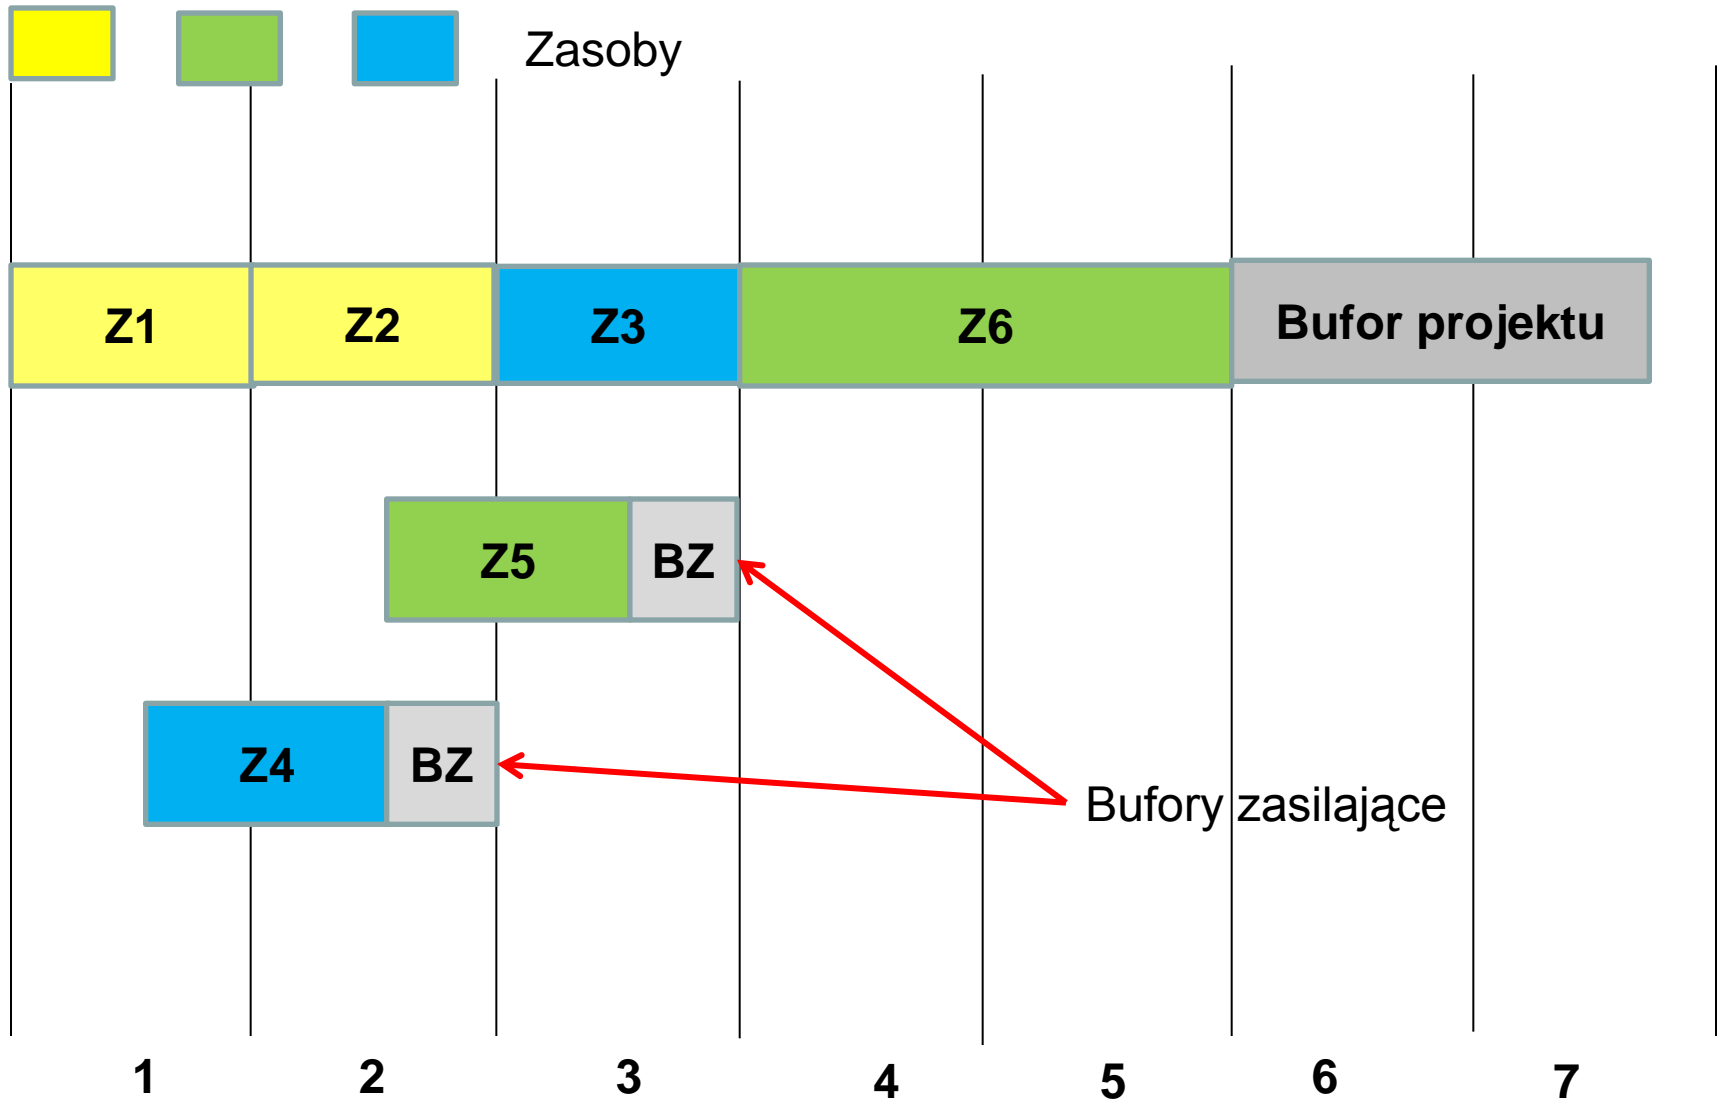 Zasoby
Z1 Z2 Z3 Z6 Bufor projektu
Z5 BZ
Z4 BZ
Bufory zasilające
1 2 3 4 5 6 7